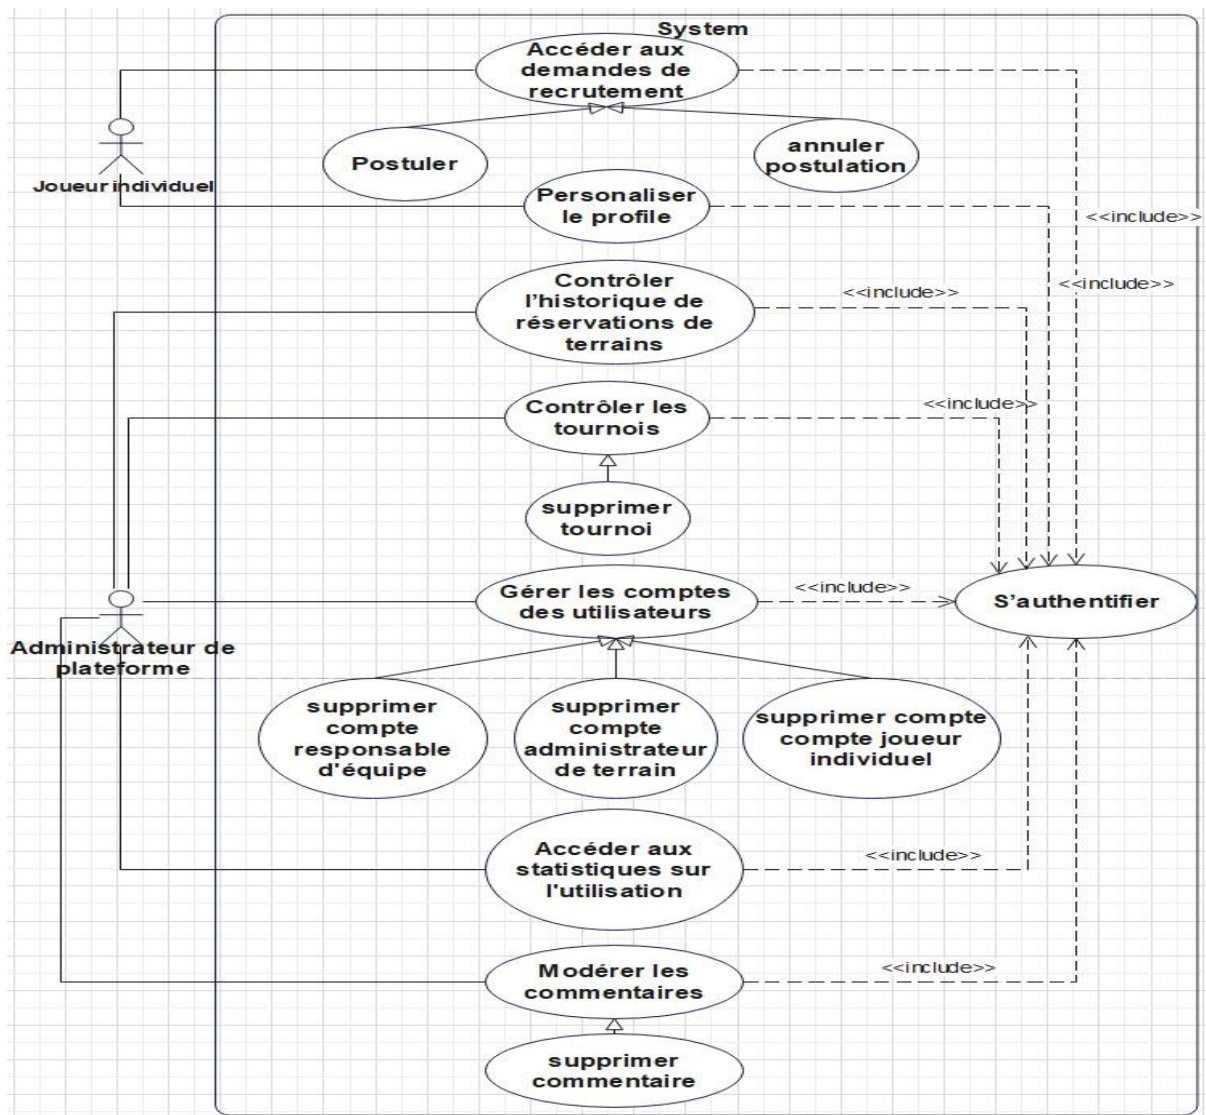 System
Accéder aux
demandes de
recrutement
Postuler
annuler
postulation
Joueur individuel
Personaliser
le profile
<<include>>
Contrôler
l'historique de
réservations de
terrains
<<include>>
<<include>>
Contrôler les
tournois
<<include>>
supprimer
tournoi
Gérer les comptes
des utilisateurs
<<include>>
S'authentifier
Administrateur de
plateforme
supprimer
compte
responsable
d'équipe
supprimer
compte
administrateur
de terrain
supprimer compte
compte joueur
individuel
Accéder aux
statistiques sur
l'utilisation
<<include>>
Modérer les
commentaires
<<include>>
supprimer
commentaire